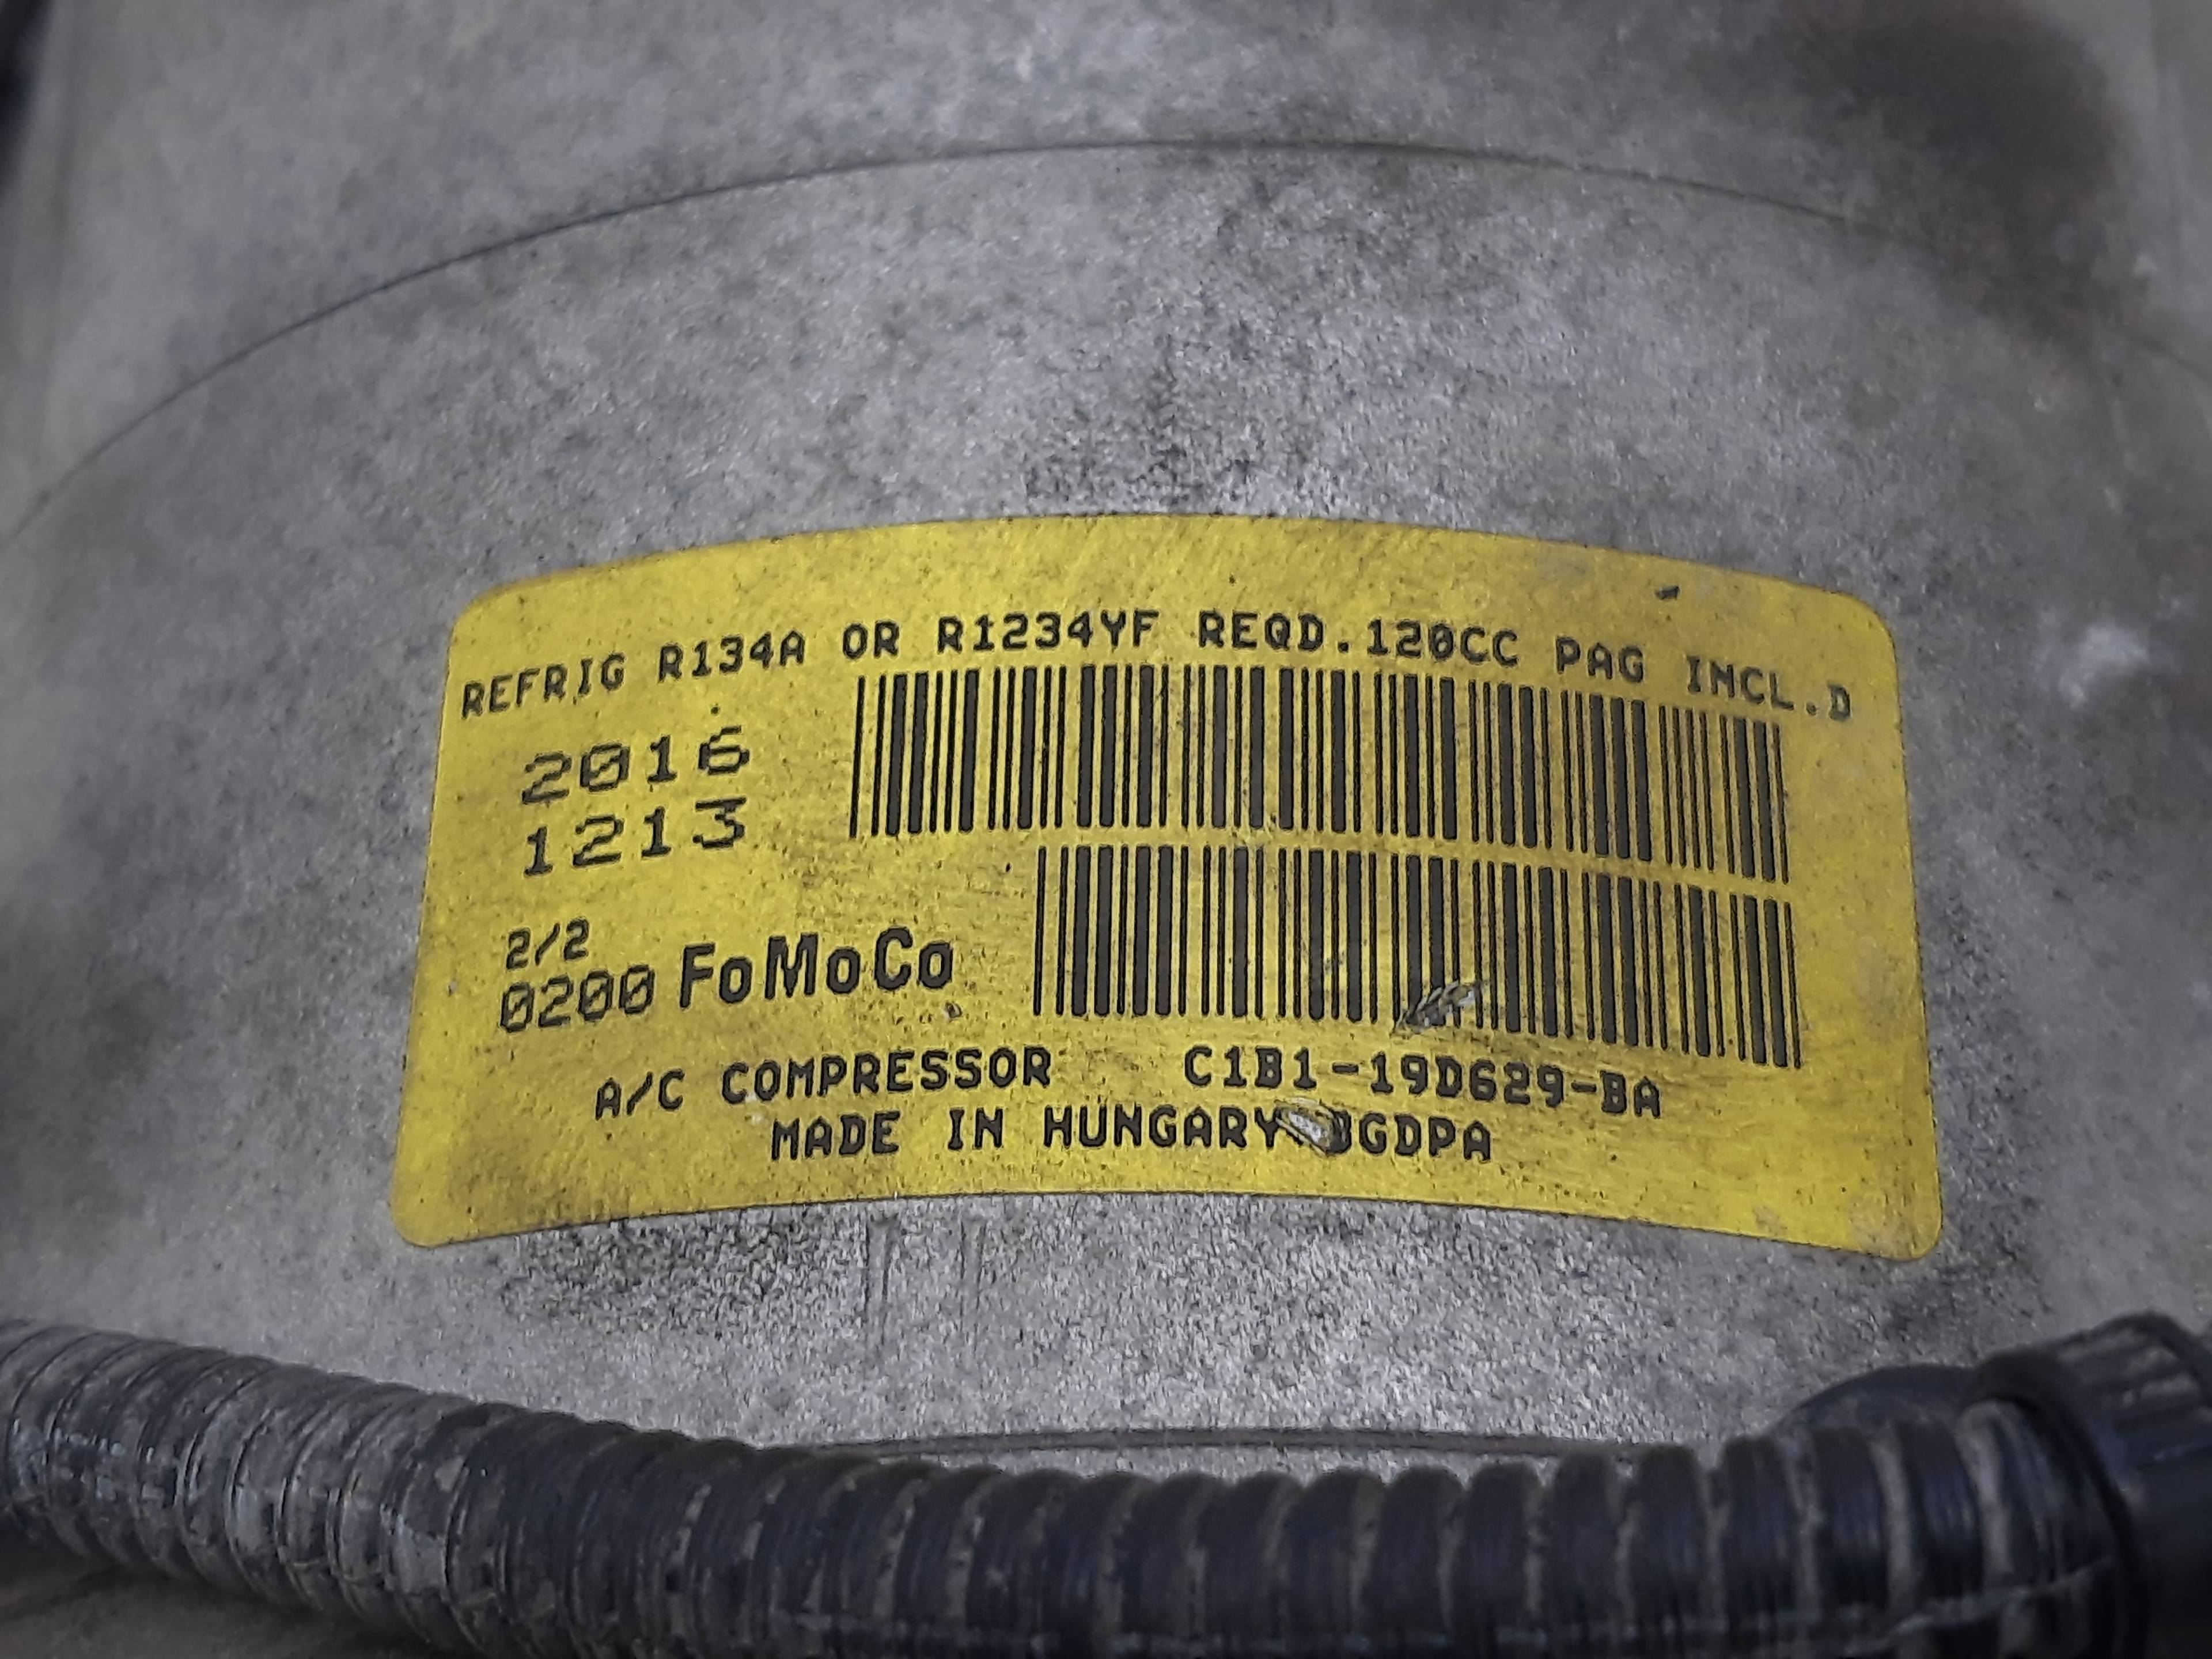 REFRIG R134A OR R1234YF REQD.120CC PAG INCL.D
2016
1213
2/2
0200 FoMoCo
A/C COMPRESSOR C1B1-19D629-BA
MADE IN HUNGARY